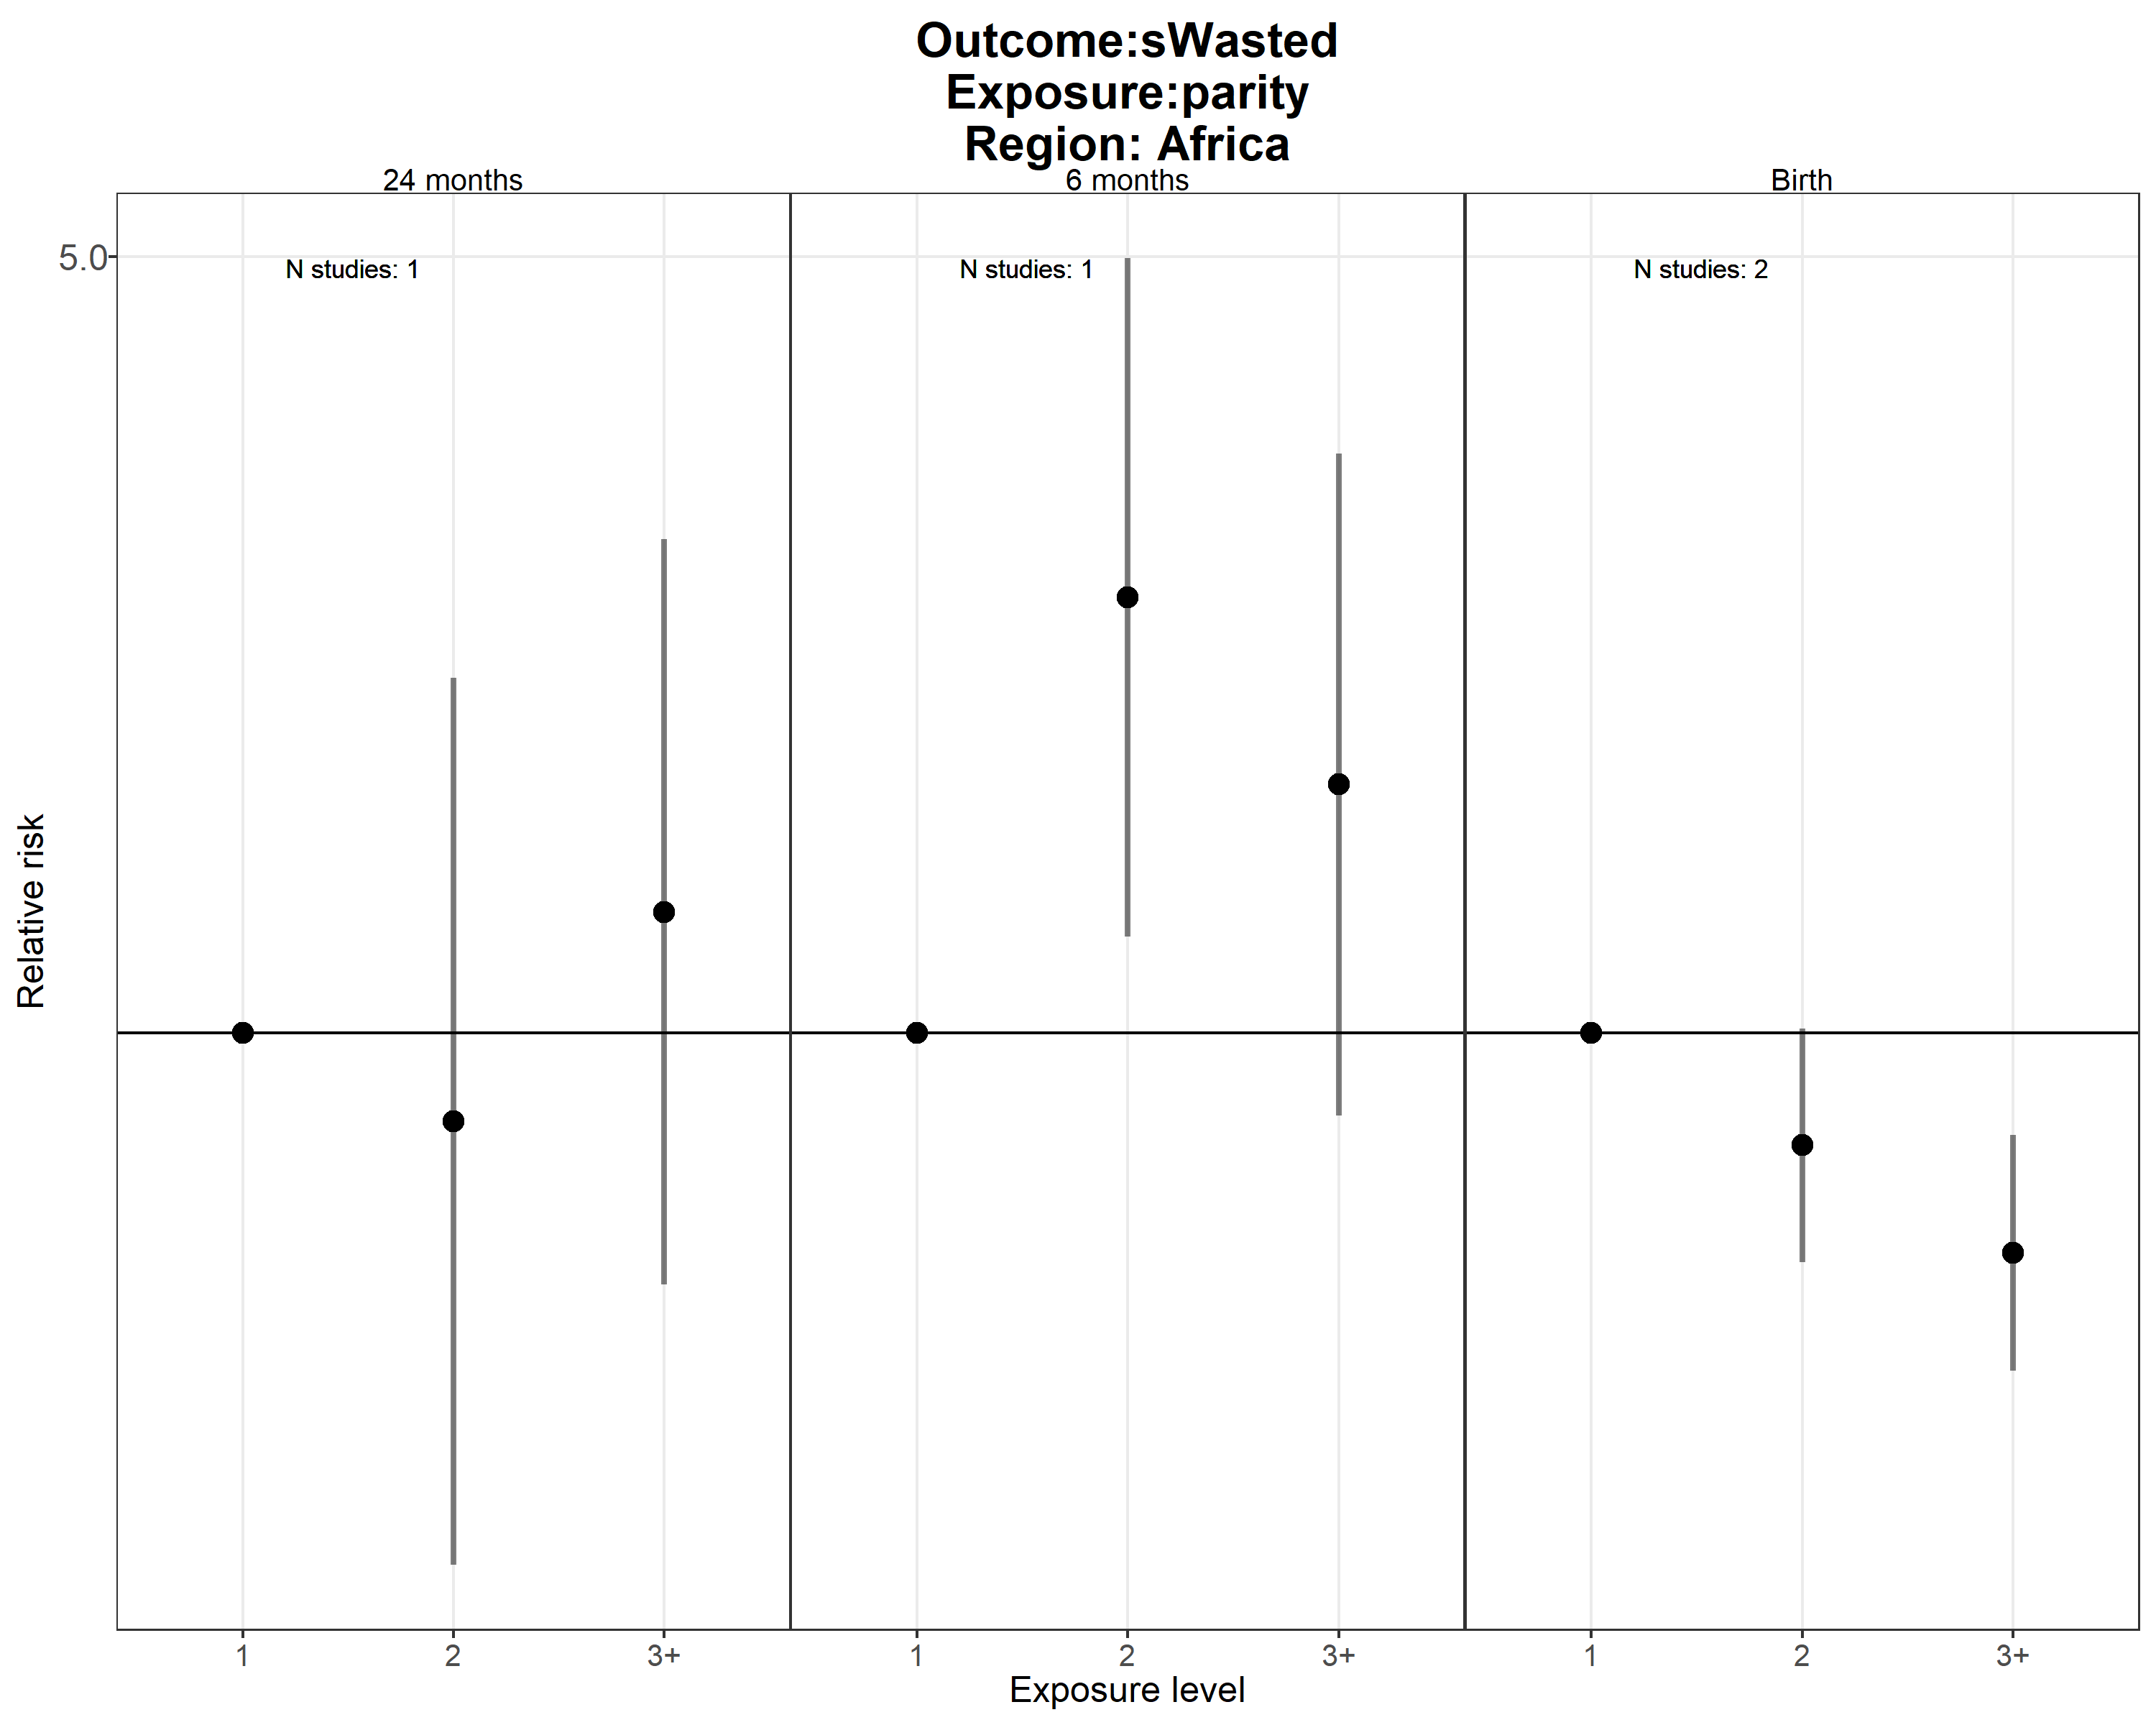 Outcome:sWasted
Exposure:parity
Region: Africa
24 months
6 months
Birth
5.0
N studies: 1
N studies: 1
N studies: 2
Relative risk
1
2
3+
1
2
3+
1
2
3+
Exposure level